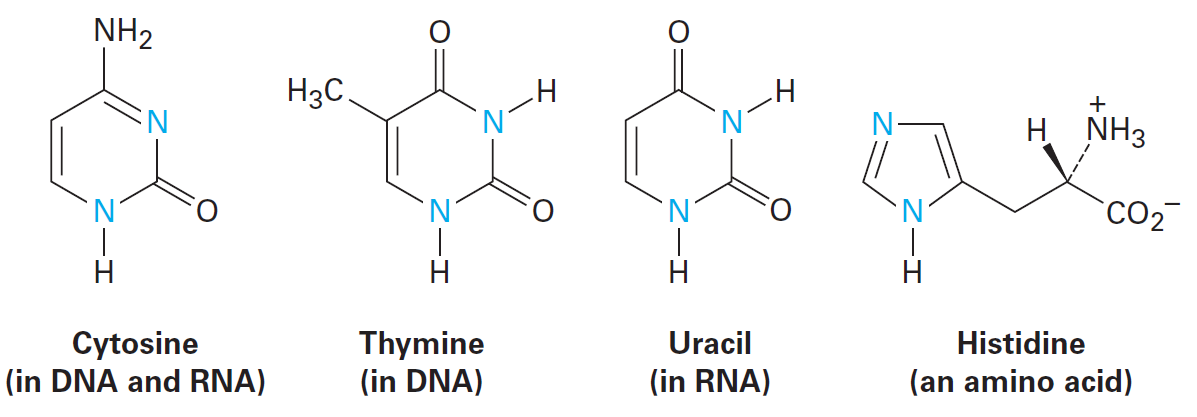 NH₂
N
O
N
H
O
H₃C
H
N
O
N
H
O
H
N
O
N
H
N
H
+
NH₃
CO₂⁻
N
H
Cytosine
(in DNA and RNA)
Thymine
(in DNA)
Uracil
(in RNA)
Histidine
(an amino acid)